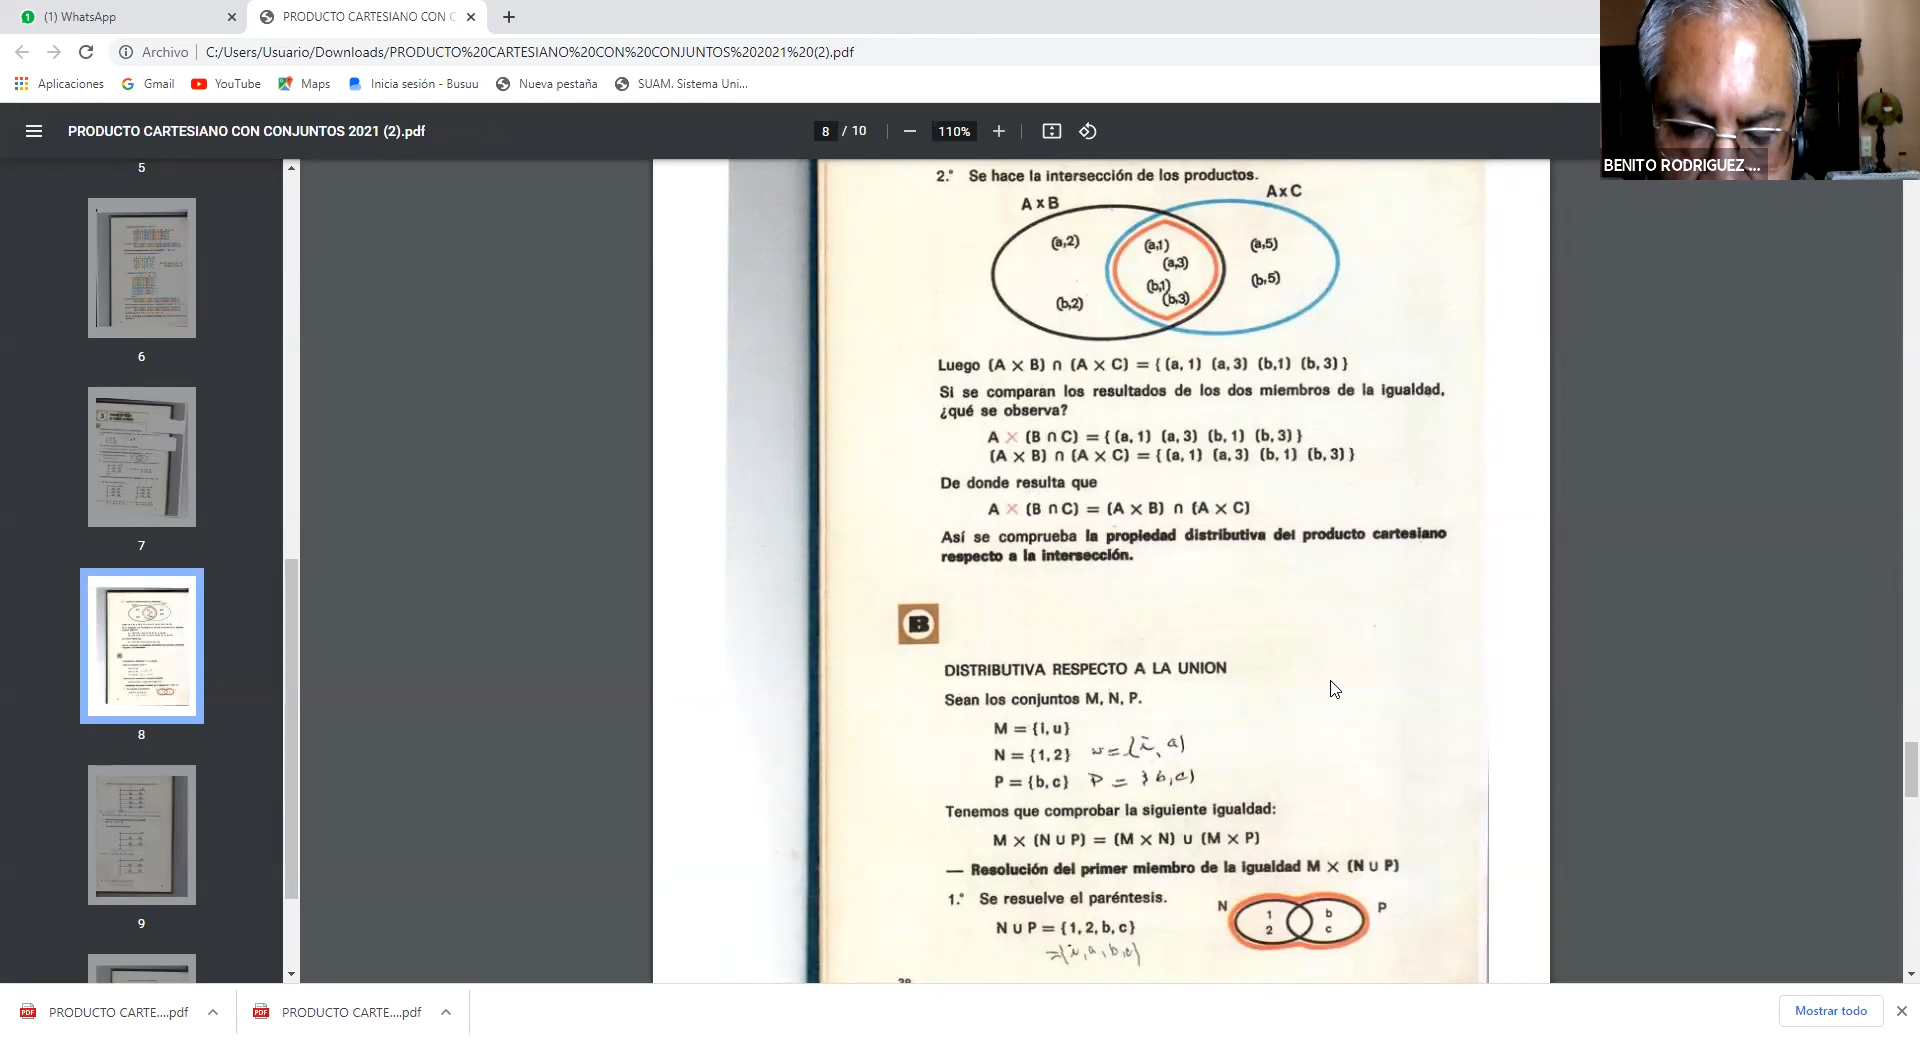 (1) WhatsApp
PRODUCTO CARTESIANO CON C
Archivo
C:/Users/Usuario/Downloads/PRODUCTO%20CARTESIANO%20CON%20CONJUNTOS%202021%20(2).pdf
Aplicaciones
Gmail
YouTube
Maps
Inicia sesión - Busuu
Nueva pestaña
SUAM. Sistema Uni...
PRODUCTO CARTESIANO CON CONJUNTOS 2021 (2).pdf
8 / 10
110%
BENITO RODRIGUEZ ...
5
6
7
8
9
2.° Se hace la intersección de los productos.
A x B
A x C
(a,2)
(a,1)
(a,5)
(a,3)
(b,1)
(b,5)
(b,2)
(b,3)
Luego (A × B) ∩ (A × C) = { (a, 1) (a, 3) (b,1) (b, 3) }
Si se comparan los resultados de los dos miembros de la igualdad,
¿qué se observa?
A × (B ∩ C) = { (a, 1) (a, 3) (b, 1) (b, 3) }
(A × B) ∩ (A × C) = { (a, 1) (a, 3) (b, 1) (b, 3) }
De donde resulta que
A × (B ∩ C) = (A × B) ∩ (A × C)
Así se comprueba la propiedad distributiva del producto cartesiano
respecto a la intersección.
B
DISTRIBUTIVA RESPECTO A LA UNION
Sean los conjuntos M, N, P.
M = {i, u}
N = {1, 2}
P = {b, c} P =
Tenemos que comprobar la siguiente igualdad:
M × (N ∪ P) = (M × N) ∪ (M × P)
— Resolución del primer miembro de la igualdad M × (N ∪ P)
1.° Se resuelve el paréntesis.
N ∪ P = {1, 2, b, c}
N
1
2
b
c
P
PRODUCTO CARTE....pdf
PRODUCTO CARTE....pdf
Mostrar todo